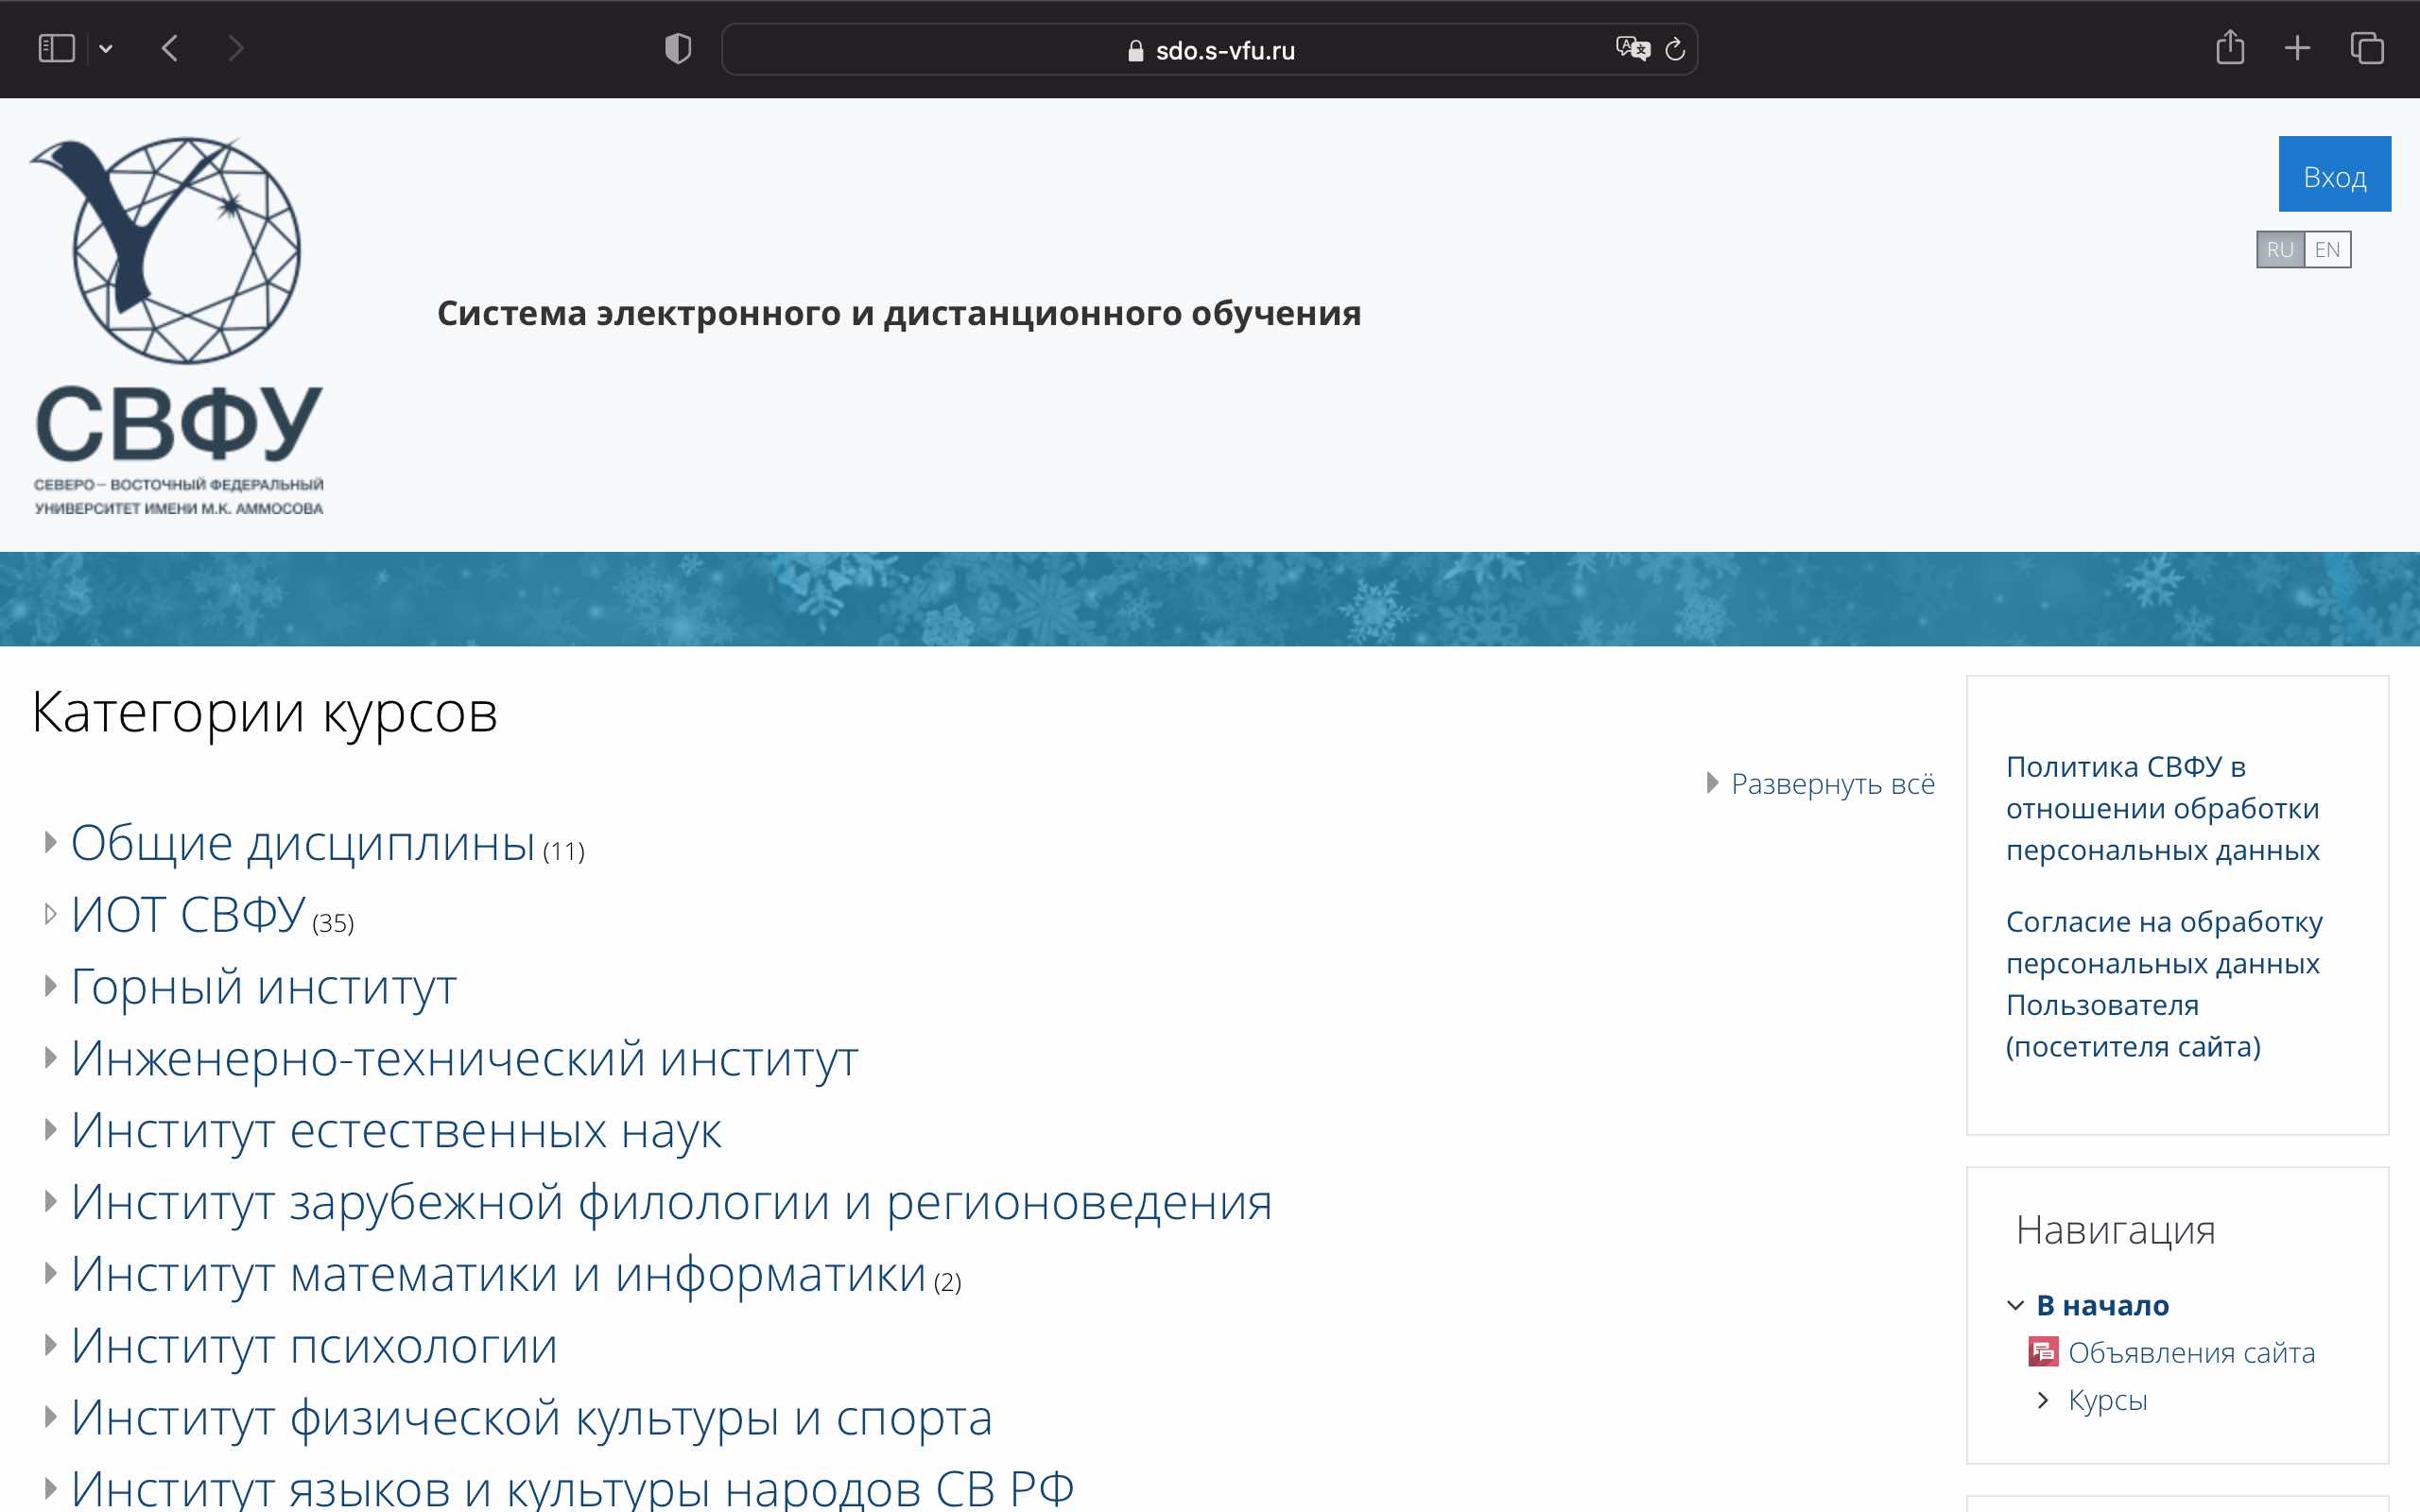 sdo.s-vfu.ru
Вход
RU EN
Система электронного и дистанционного обучения
СВФУ
СЕВЕРО – ВОСТОЧНЫЙ ФЕДЕРАЛЬНЫЙ
УНИВЕРСИТЕТ ИМЕНИ М.К. АММОСОВА
Категории курсов
Развернуть всё
Общие дисциплины (11)
ИОТ СВФУ (35)
Горный институт
Инженерно-технический институт
Институт естественных наук
Институт зарубежной филологии и регионоведения
Институт математики и информатики (2)
Институт психологии
Институт физической культуры и спорта
Институт языков и культуры народов СВ РФ
Политика СВФУ в
отношении обработки
персональных данных
Согласие на обработку
персональных данных
Пользователя
(посетителя сайта)
Навигация
В начало
Объявления сайта
Курсы